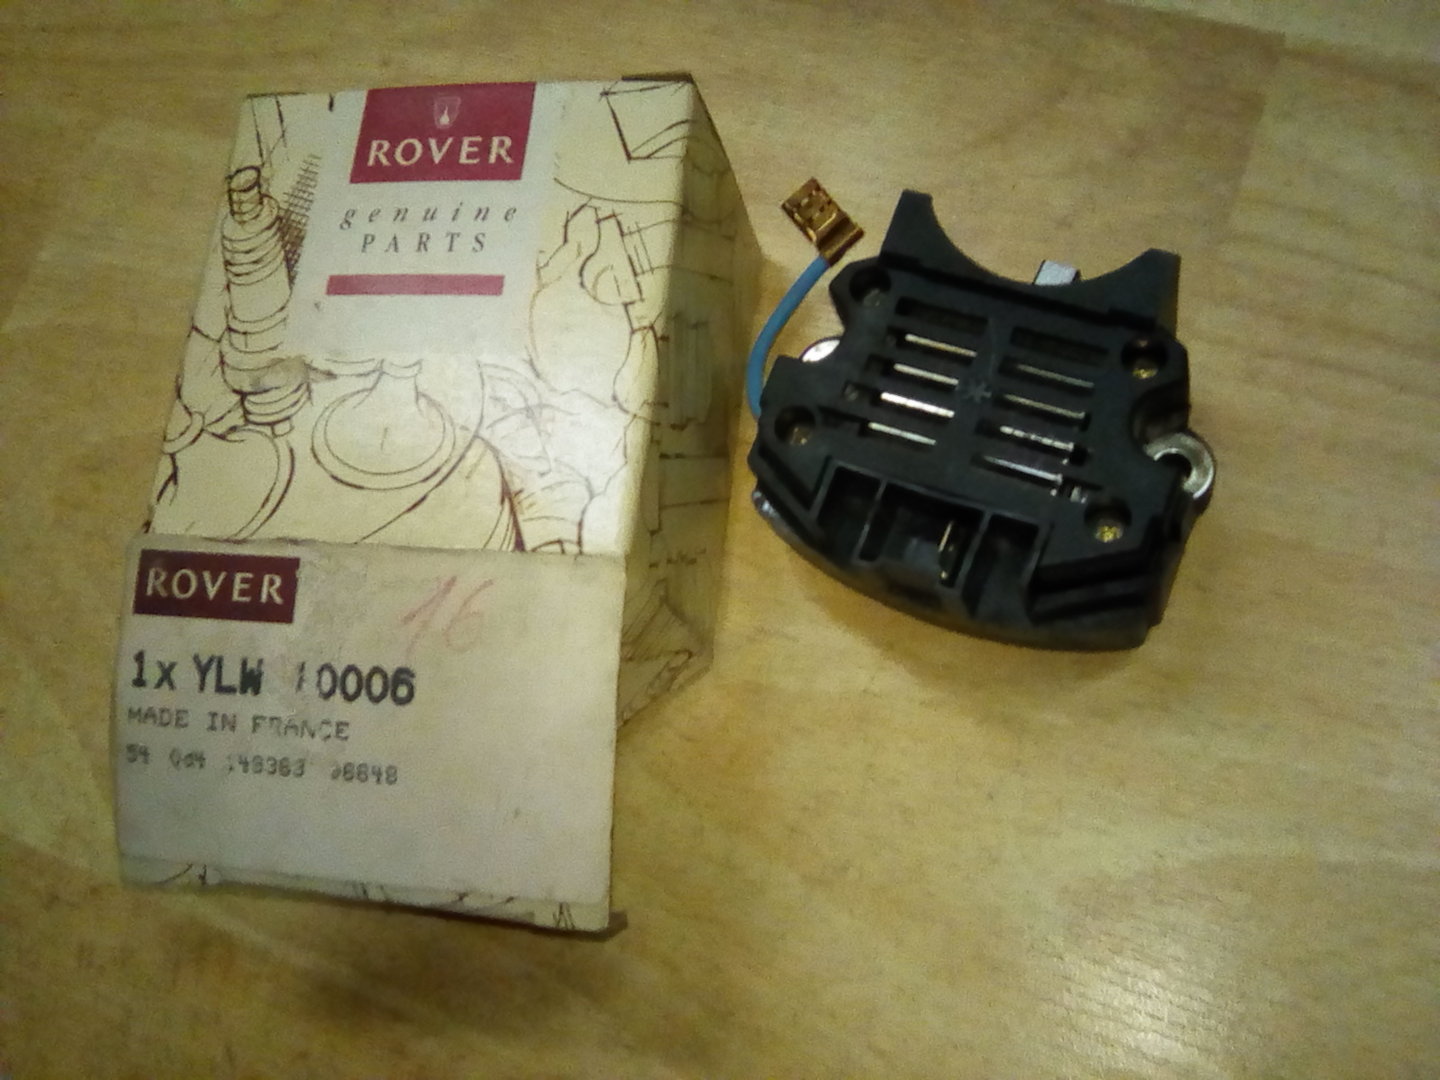 ROVER
genuine
PARTS
ROVER
16
1x YLW 10006
MADE IN FRANCE